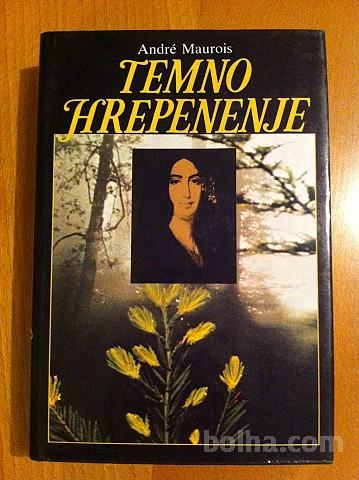 André Maurois
TEMNO
HREPENENJE
bolha.com